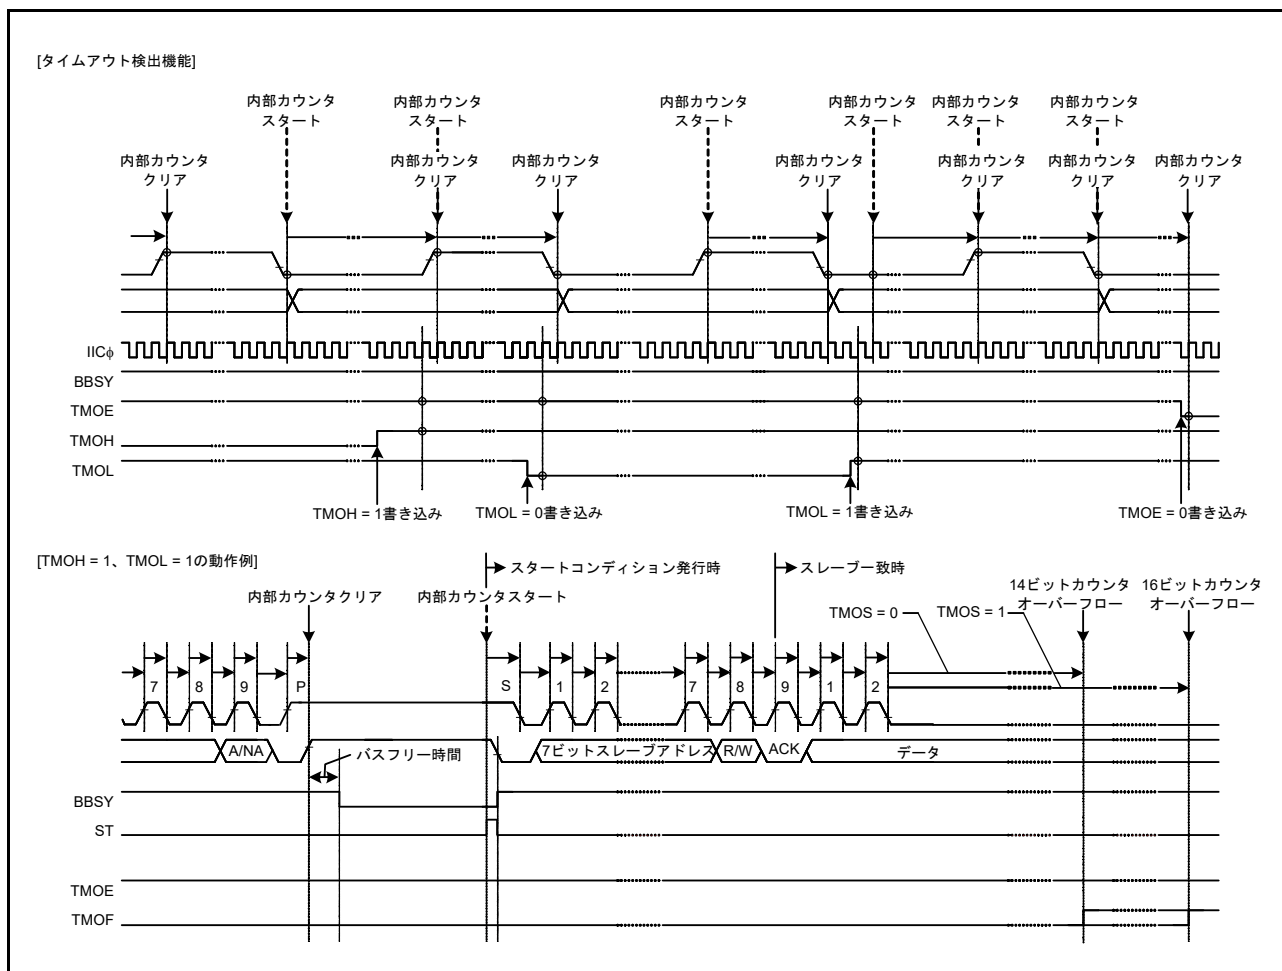 [タイムアウト検出機能]
内部カウンタ
スタート
内部カウンタ
スタート
内部カウンタ
スタート
内部カウンタ
スタート
内部カウンタ
スタート
内部カウンタ
スタート
内部カウンタ
クリア
内部カウンタ
クリア
内部カウンタ
クリア
内部カウンタ
クリア
内部カウンタ
クリア
内部カウンタ
クリア
内部カウンタ
クリア
IICφ
BBSY
TMOE
TMOH
TMOL
TMOH = 1書き込み
TMOL = 0書き込み
TMOL = 1書き込み
TMOE = 0書き込み
[TMOH = 1、TMOL = 1の動作例]
スタートコンディション発行時
スレーブ一致時
内部カウンタクリア
内部カウンタスタート
14ビットカウンタ
オーバーフロー
16ビットカウンタ
オーバーフロー
TMOS = 0
TMOS = 1
7 8 9 P S 1 2 7 8 9 1 2
A/NA
バスフリー時間
7ビットスレーブアドレス
R/W
ACK
データ
BBSY
ST
TMOE
TMOF